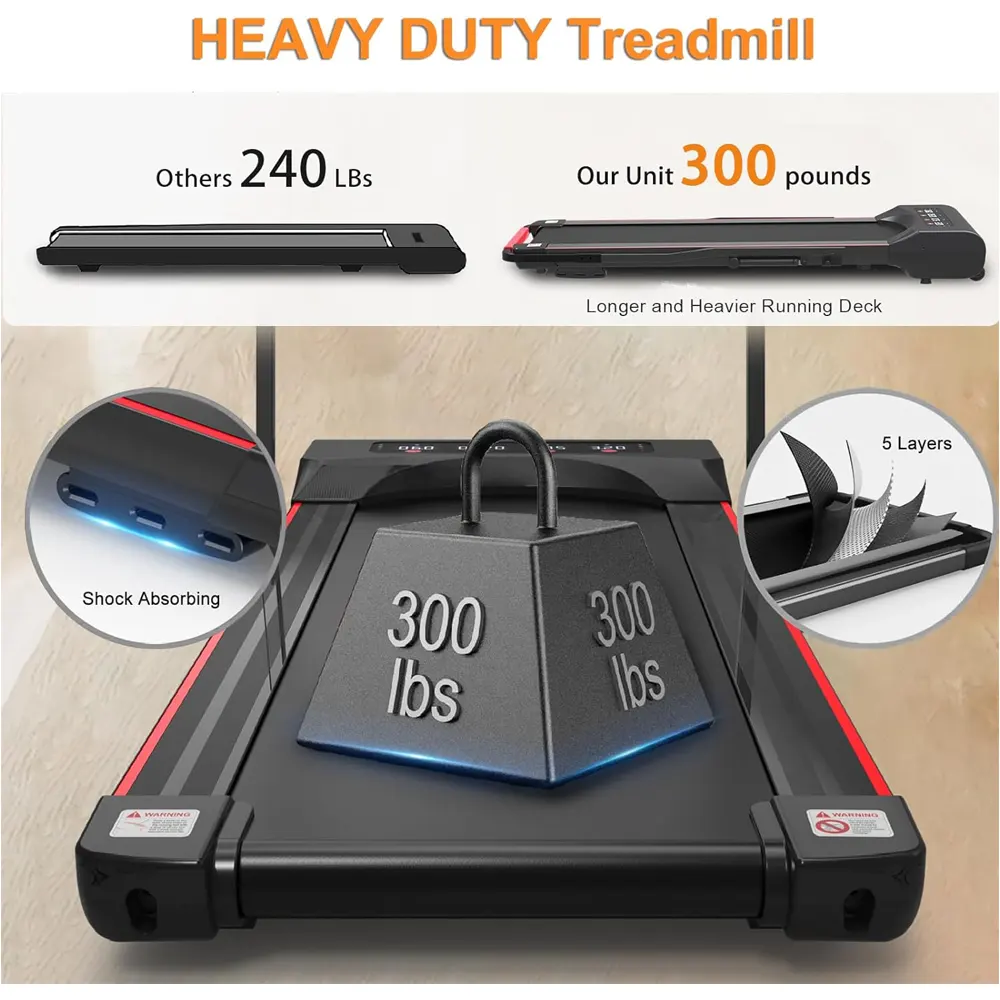 HEAVY DUTY Treadmill
Others 240 LBs
Our Unit 300 pounds
Longer and Heavier Running Deck
Shock Absorbing
5 Layers
300
lbs
300
lbs
WARNING
WARNING